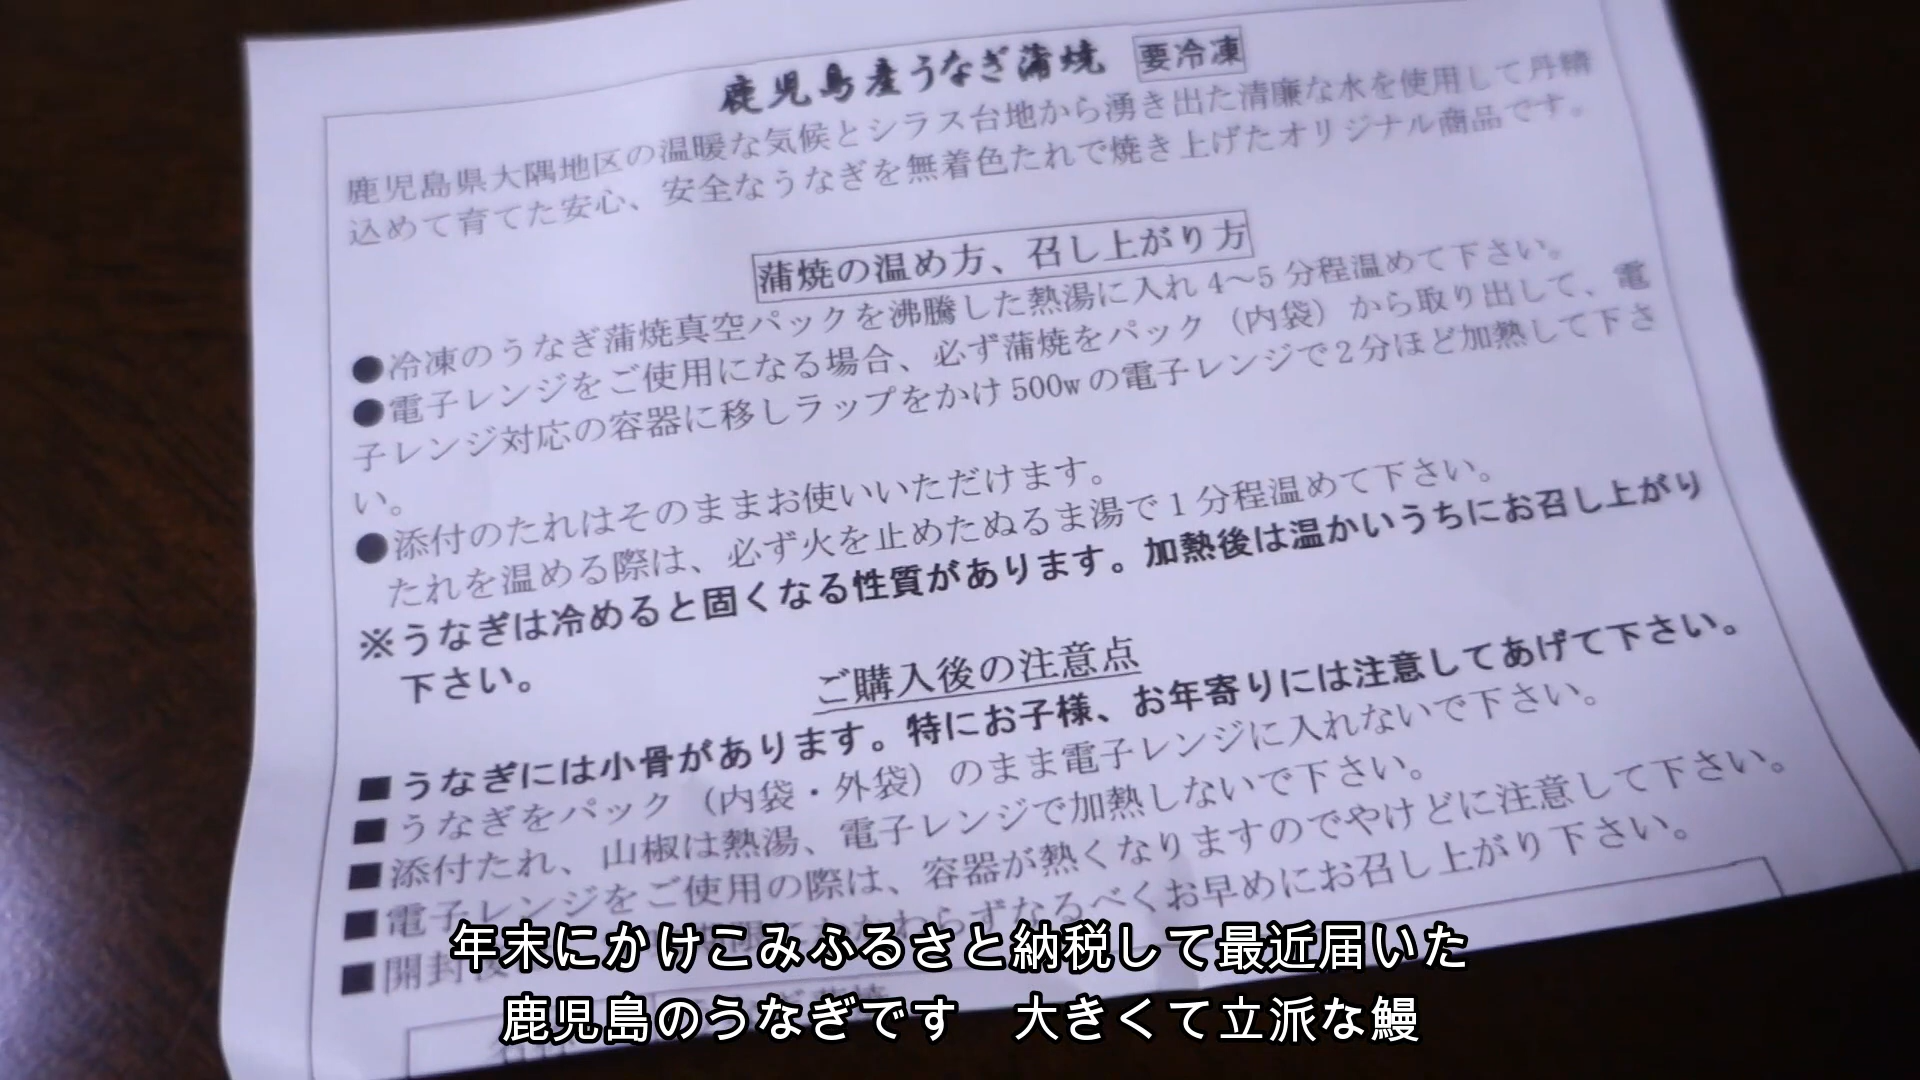 鹿児島産うなぎ蒲焼 要冷凍
鹿児島県大隅地区の温暖な気候とシラス台地から湧き出た清廉な水を使用して丹精
込めて育てた安心、安全なうなぎを無着色たれで焼き上げたオリジナル商品です。
蒲焼の温め方、召し上がり方
●冷凍のうなぎ蒲焼真空パックを沸騰した熱湯に入れ4〜5分程温めて下さい。
●電子レンジをご使用になる場合、必ず蒲焼をパック（内袋）から取り出して、電
子レンジ対応の容器に移しラップをかけ500wの電子レンジで2分ほど加熱して下さ
い。
●添付のたれはそのままお使いいただけます。
たれを温める際は、必ず火を止めたぬるま湯で1分程温めて下さい。
※うなぎは冷めると固くなる性質があります。加熱後は温かいうちにお召し上がり
下さい。
ご購入後の注意点
■うなぎには小骨があります。特にお子様、お年寄りには注意してあげて下さい。
■うなぎをパック（内袋・外袋）のまま電子レンジに入れないで下さい。
■添付たれ、山椒は熱湯、電子レンジで加熱しないで下さい。
■電子レンジをご使用の際は、容器が熱くなりますのでやけどに注意して下さい。
■開封後 かかわらずなるべくお早めにお召し上がり下さい。
年末にかけこみふるさと納税して最近届いた
鹿児島のうなぎです　大きくて立派な鰻